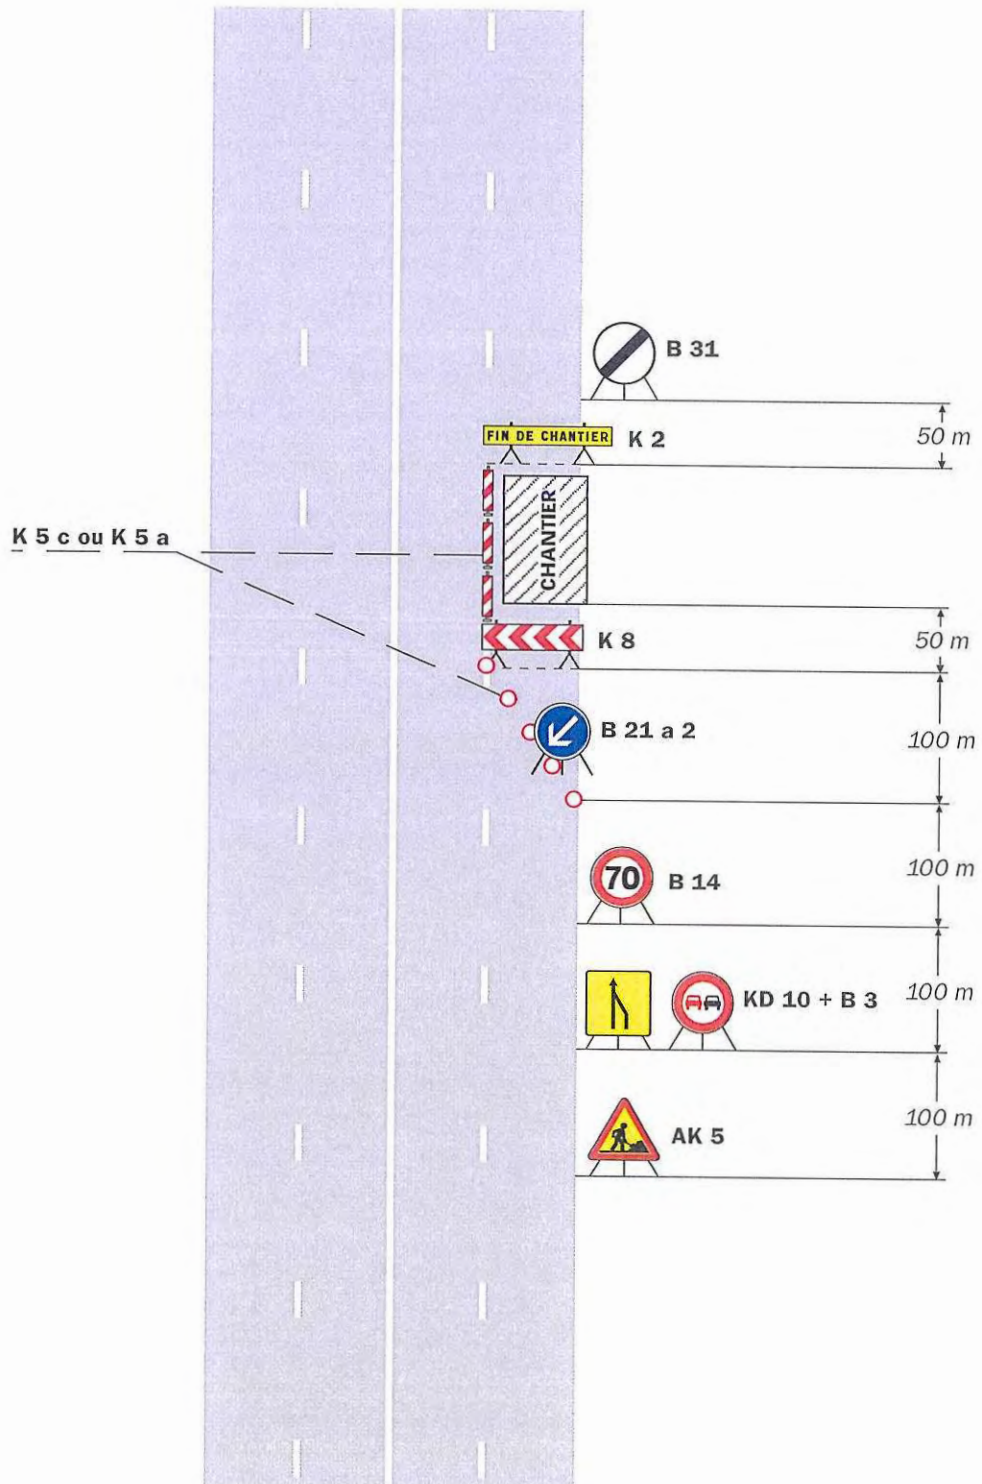 B 31
50 m
FIN DE CHANTIER K 2
K 5 c ou K 5 a
CHANTIER
K 8
50 m
B 21 a 2
100 m
70 B 14
100 m
KD 10 + B 3
100 m
AK 5
100 m